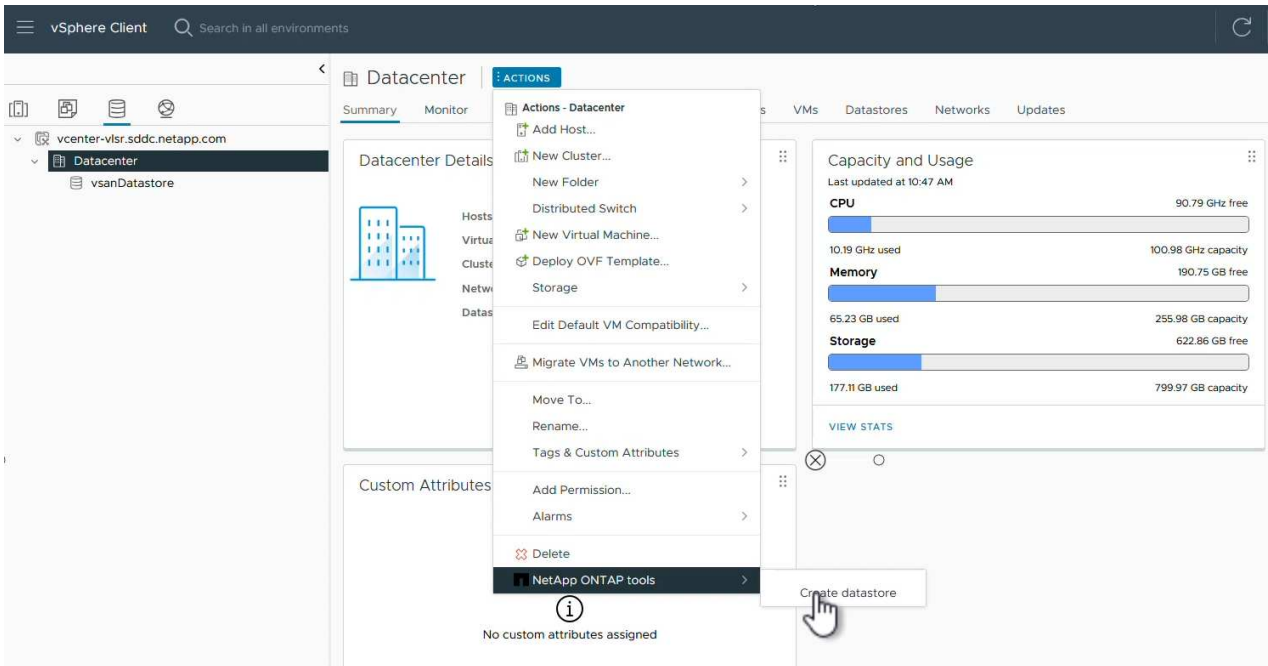 vSphere Client
Search in all environments
vcenter-vlsr.sddc.netapp.com
Datacenter
vsanDatastore
Datacenter
ACTIONS
Summary
Monitor
VMs
Datastores
Networks
Updates
Actions - Datacenter
Add Host...
New Cluster...
New Folder
Distributed Switch
New Virtual Machine...
Deploy OVF Template...
Storage
Edit Default VM Compatibility...
Migrate VMs to Another Network...
Move To...
Rename...
Tags & Custom Attributes
Add Permission...
Alarms
Delete
NetApp ONTAP tools
Create datastore
Datacenter Details
Hosts
Virtua
Cluste
Netw
Datas
Capacity and Usage
Last updated at 10:47 AM
CPU
90.79 GHz free
10.19 GHz used
100.98 GHz capacity
Memory
190.75 GB free
65.23 GB used
255.98 GB capacity
Storage
622.86 GB free
177.11 GB used
799.97 GB capacity
VIEW STATS
Custom Attributes
No custom attributes assigned